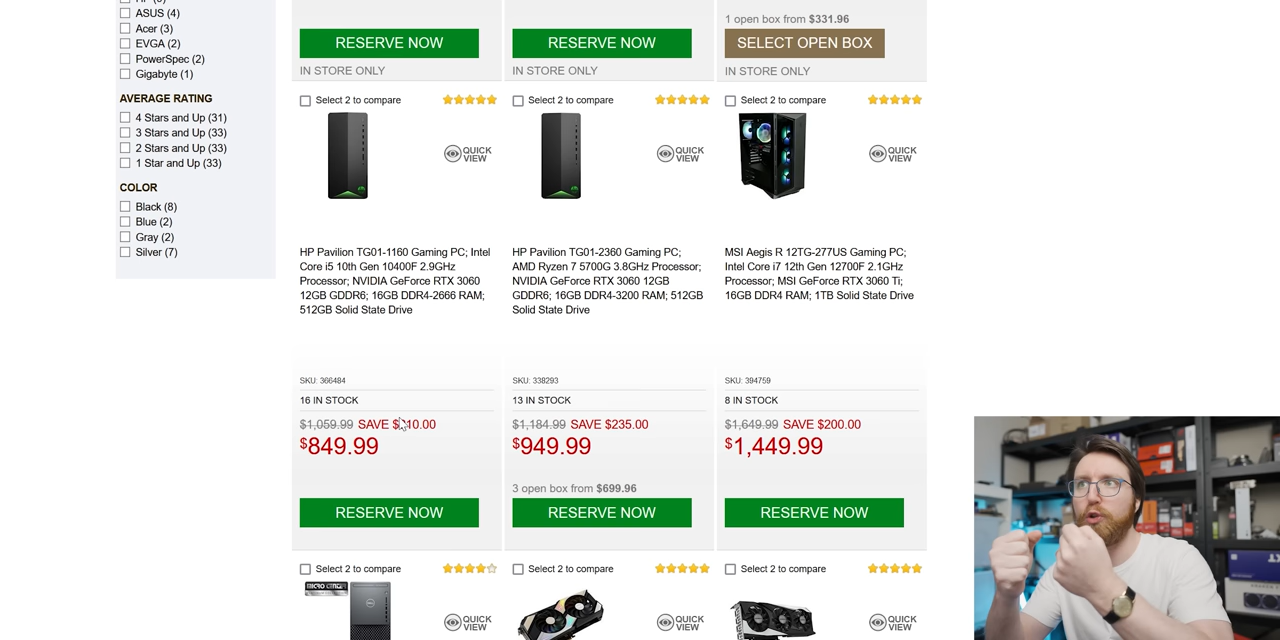 ASUS (4)
Acer (3)
EVGA (2)
PowerSpec (2)
Gigabyte (1)
AVERAGE RATING
4 Stars and Up (31)
3 Stars and Up (33)
2 Stars and Up (33)
1 Star and Up (33)
COLOR
Black (8)
Blue (2)
Gray (2)
Silver (7)
RESERVE NOW
IN STORE ONLY
RESERVE NOW
IN STORE ONLY
1 open box from $331.96
SELECT OPEN BOX
IN STORE ONLY
Select 2 to compare
QUICK
VIEW
HP Pavilion TG01-1160 Gaming PC; Intel
Core i5 10th Gen 10400F 2.9GHz
Processor; NVIDIA GeForce RTX 3060
12GB GDDR6; 16GB DDR4-2666 RAM;
512GB Solid State Drive
SKU: 366484
16 IN STOCK
$1,059.99 SAVE $210.00
$849.99
RESERVE NOW
Select 2 to compare
QUICK
VIEW
HP Pavilion TG01-2360 Gaming PC;
AMD Ryzen 7 5700G 3.8GHz Processor;
NVIDIA GeForce RTX 3060 12GB
GDDR6; 16GB DDR4-3200 RAM; 512GB
Solid State Drive
SKU: 338293
13 IN STOCK
$1,184.99 SAVE $235.00
$949.99
3 open box from $699.96
RESERVE NOW
Select 2 to compare
QUICK
VIEW
MSI Aegis R 12TG-277US Gaming PC;
Intel Core i7 12th Gen 12700F 2.1GHz
Processor; MSI GeForce RTX 3060 Ti;
16GB DDR4 RAM; 1TB Solid State Drive
SKU: 394759
8 IN STOCK
$1,649.99 SAVE $200.00
$1,449.99
RESERVE NOW
Select 2 to compare
MICRO CENTER
QUICK
VIEW
Select 2 to compare
QUICK
VIEW
Select 2 to compare
QUICK
VIEW